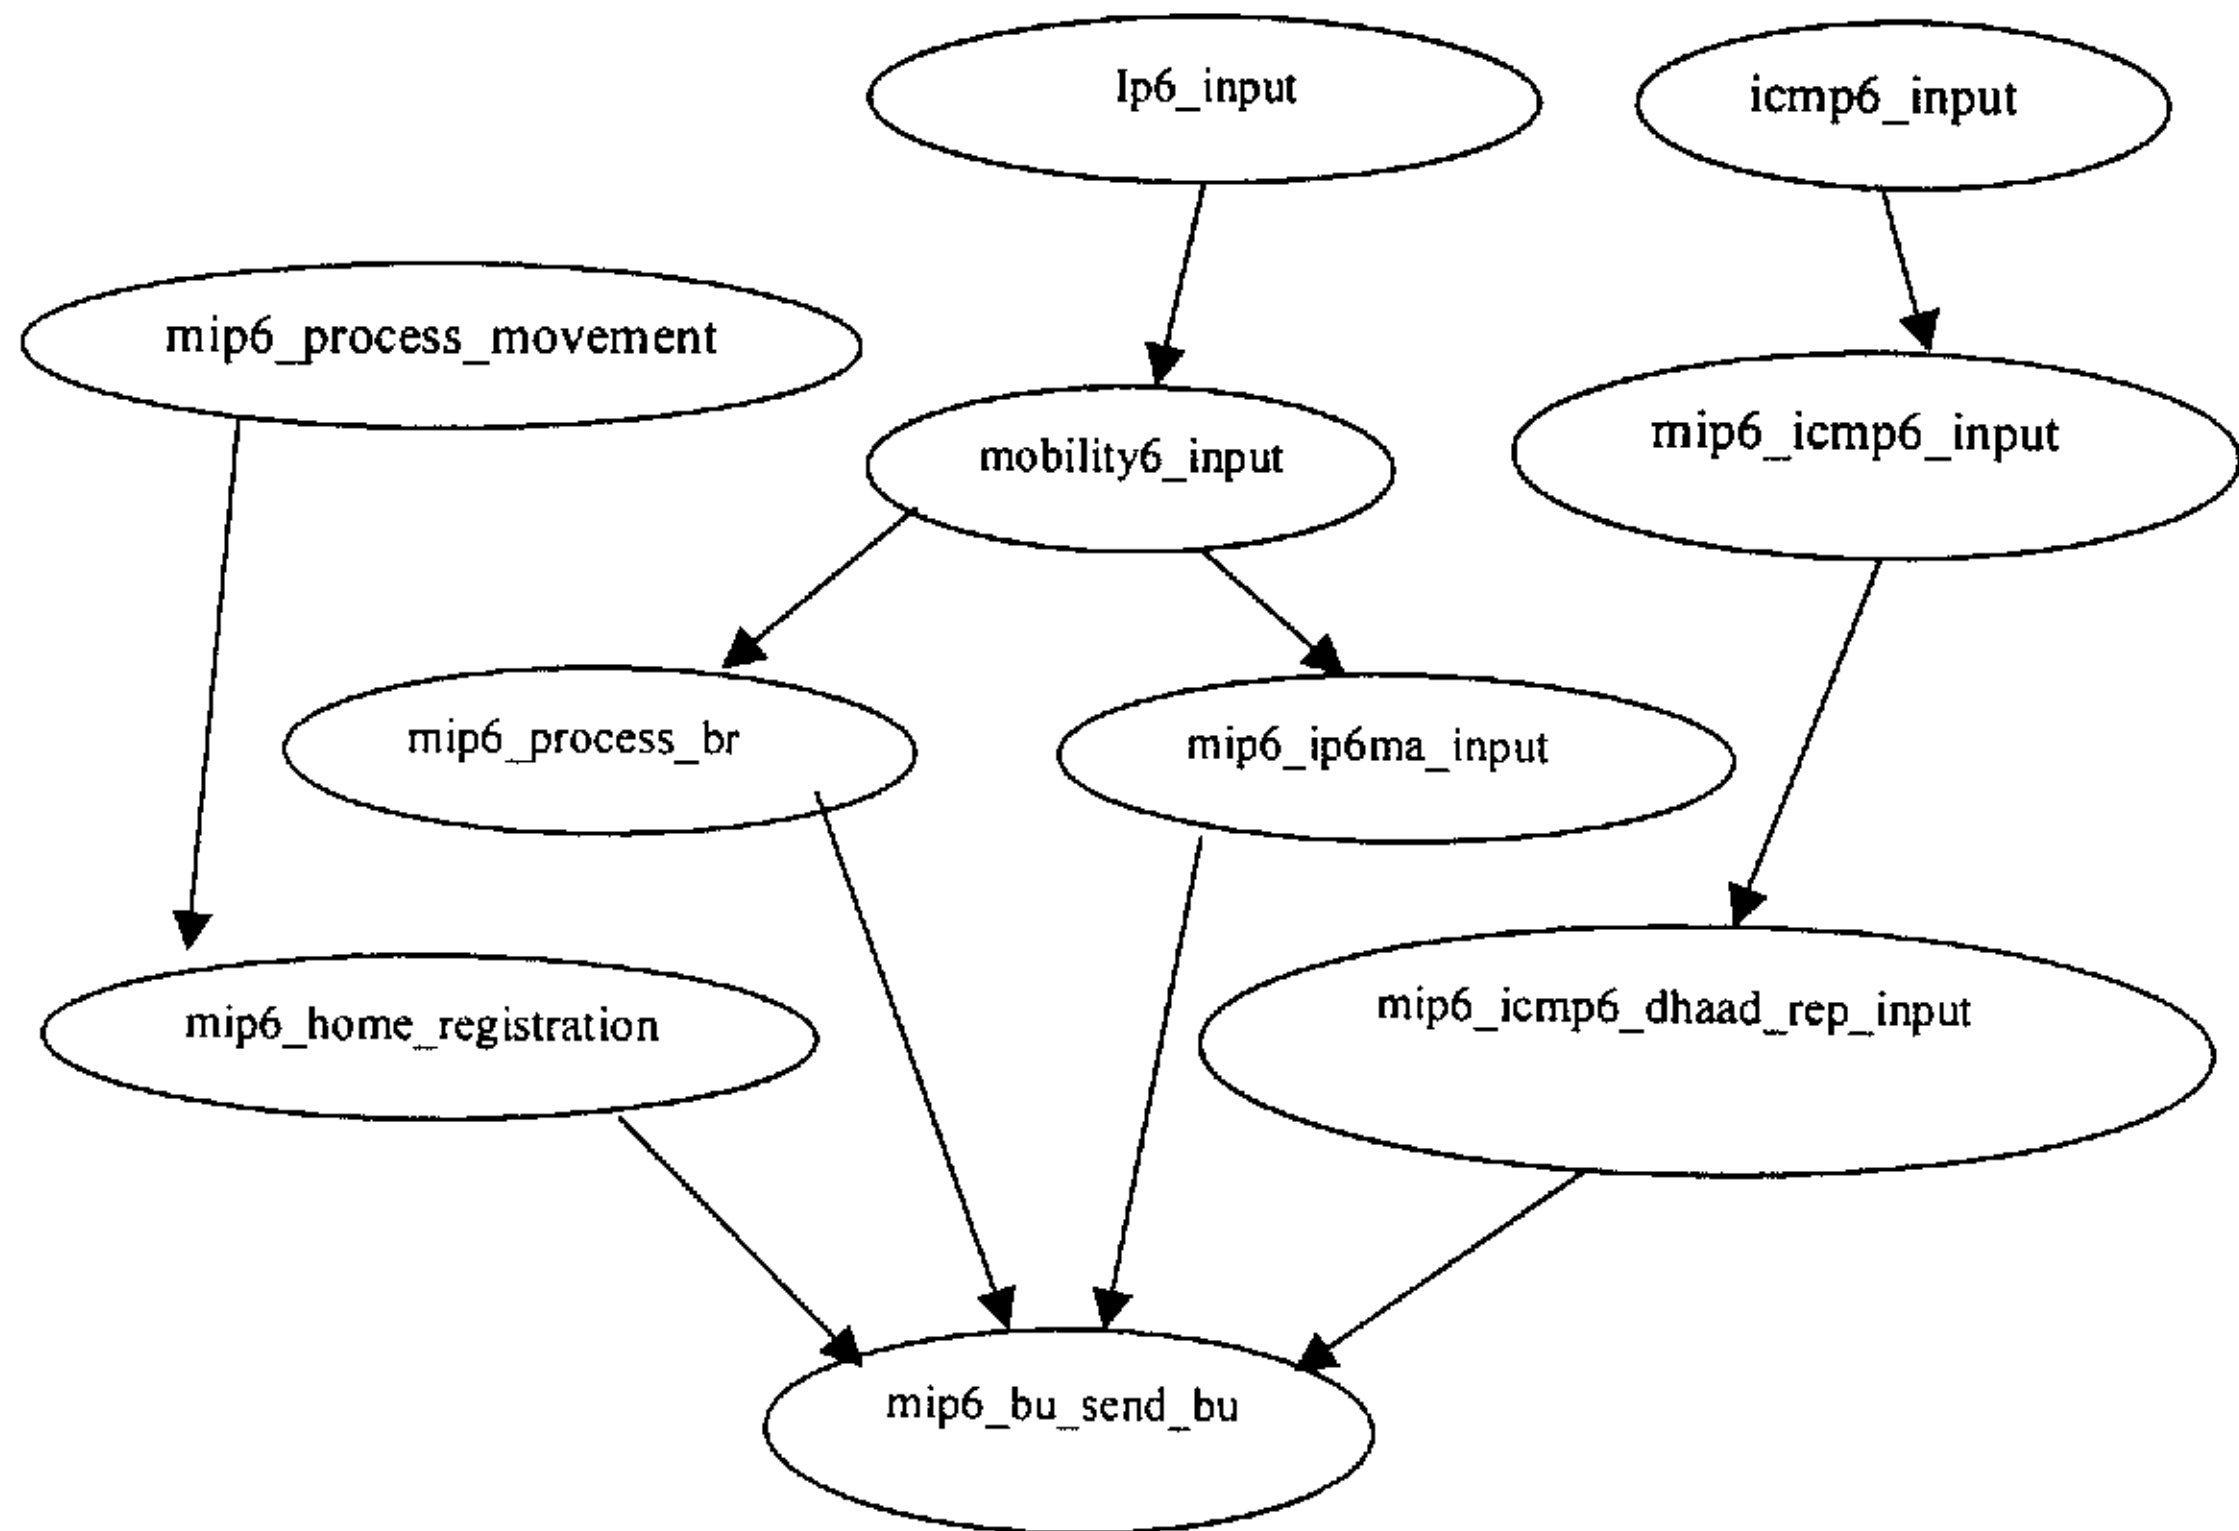 Ip6_input
icmp6_input
mip6_process_movement
mobility6_input
mip6_icmp6_input
mip6_process_br
mip6_ip6ma_input
mip6_home_registration
mip6_icmp6_dhaad_rep_input
mip6_bu_send_bu